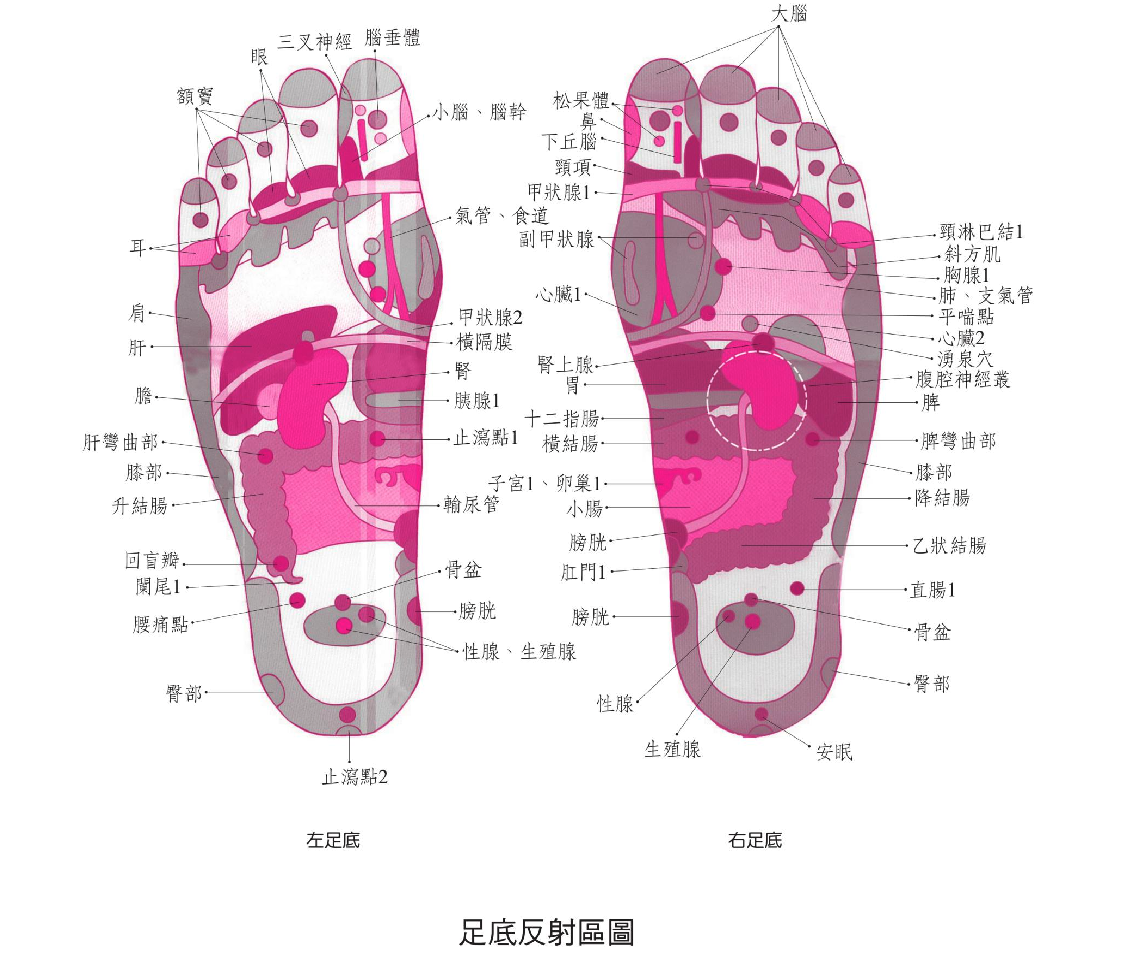 大腦
三叉神經
腦垂體
眼
額竇
小腦、腦幹
耳
氣管、食道
肩
甲狀腺2
橫隔膜
肝
腎
膽
胰腺1
肝彎曲部
止瀉點1
膝部
升結腸
輸尿管
回盲瓣
闌尾1
骨盆
腰痛點
膀胱
性腺、生殖腺
臀部
止瀉點2
左足底
松果體
鼻
下丘腦
頸項
甲狀腺1
副甲狀腺
頸淋巴結1
斜方肌
胸腺1
心臟1
肺、支氣管
平喘點
心臟2
湧泉穴
腎上腺
胃
腹腔神經叢
脾
十二指腸
橫結腸
脾彎曲部
膝部
子宮1、卵巢1
降結腸
小腸
膀胱
乙狀結腸
肛門1
直腸1
膀胱
骨盆
臀部
性腺
生殖腺
安眠
右足底
足底反射區圖